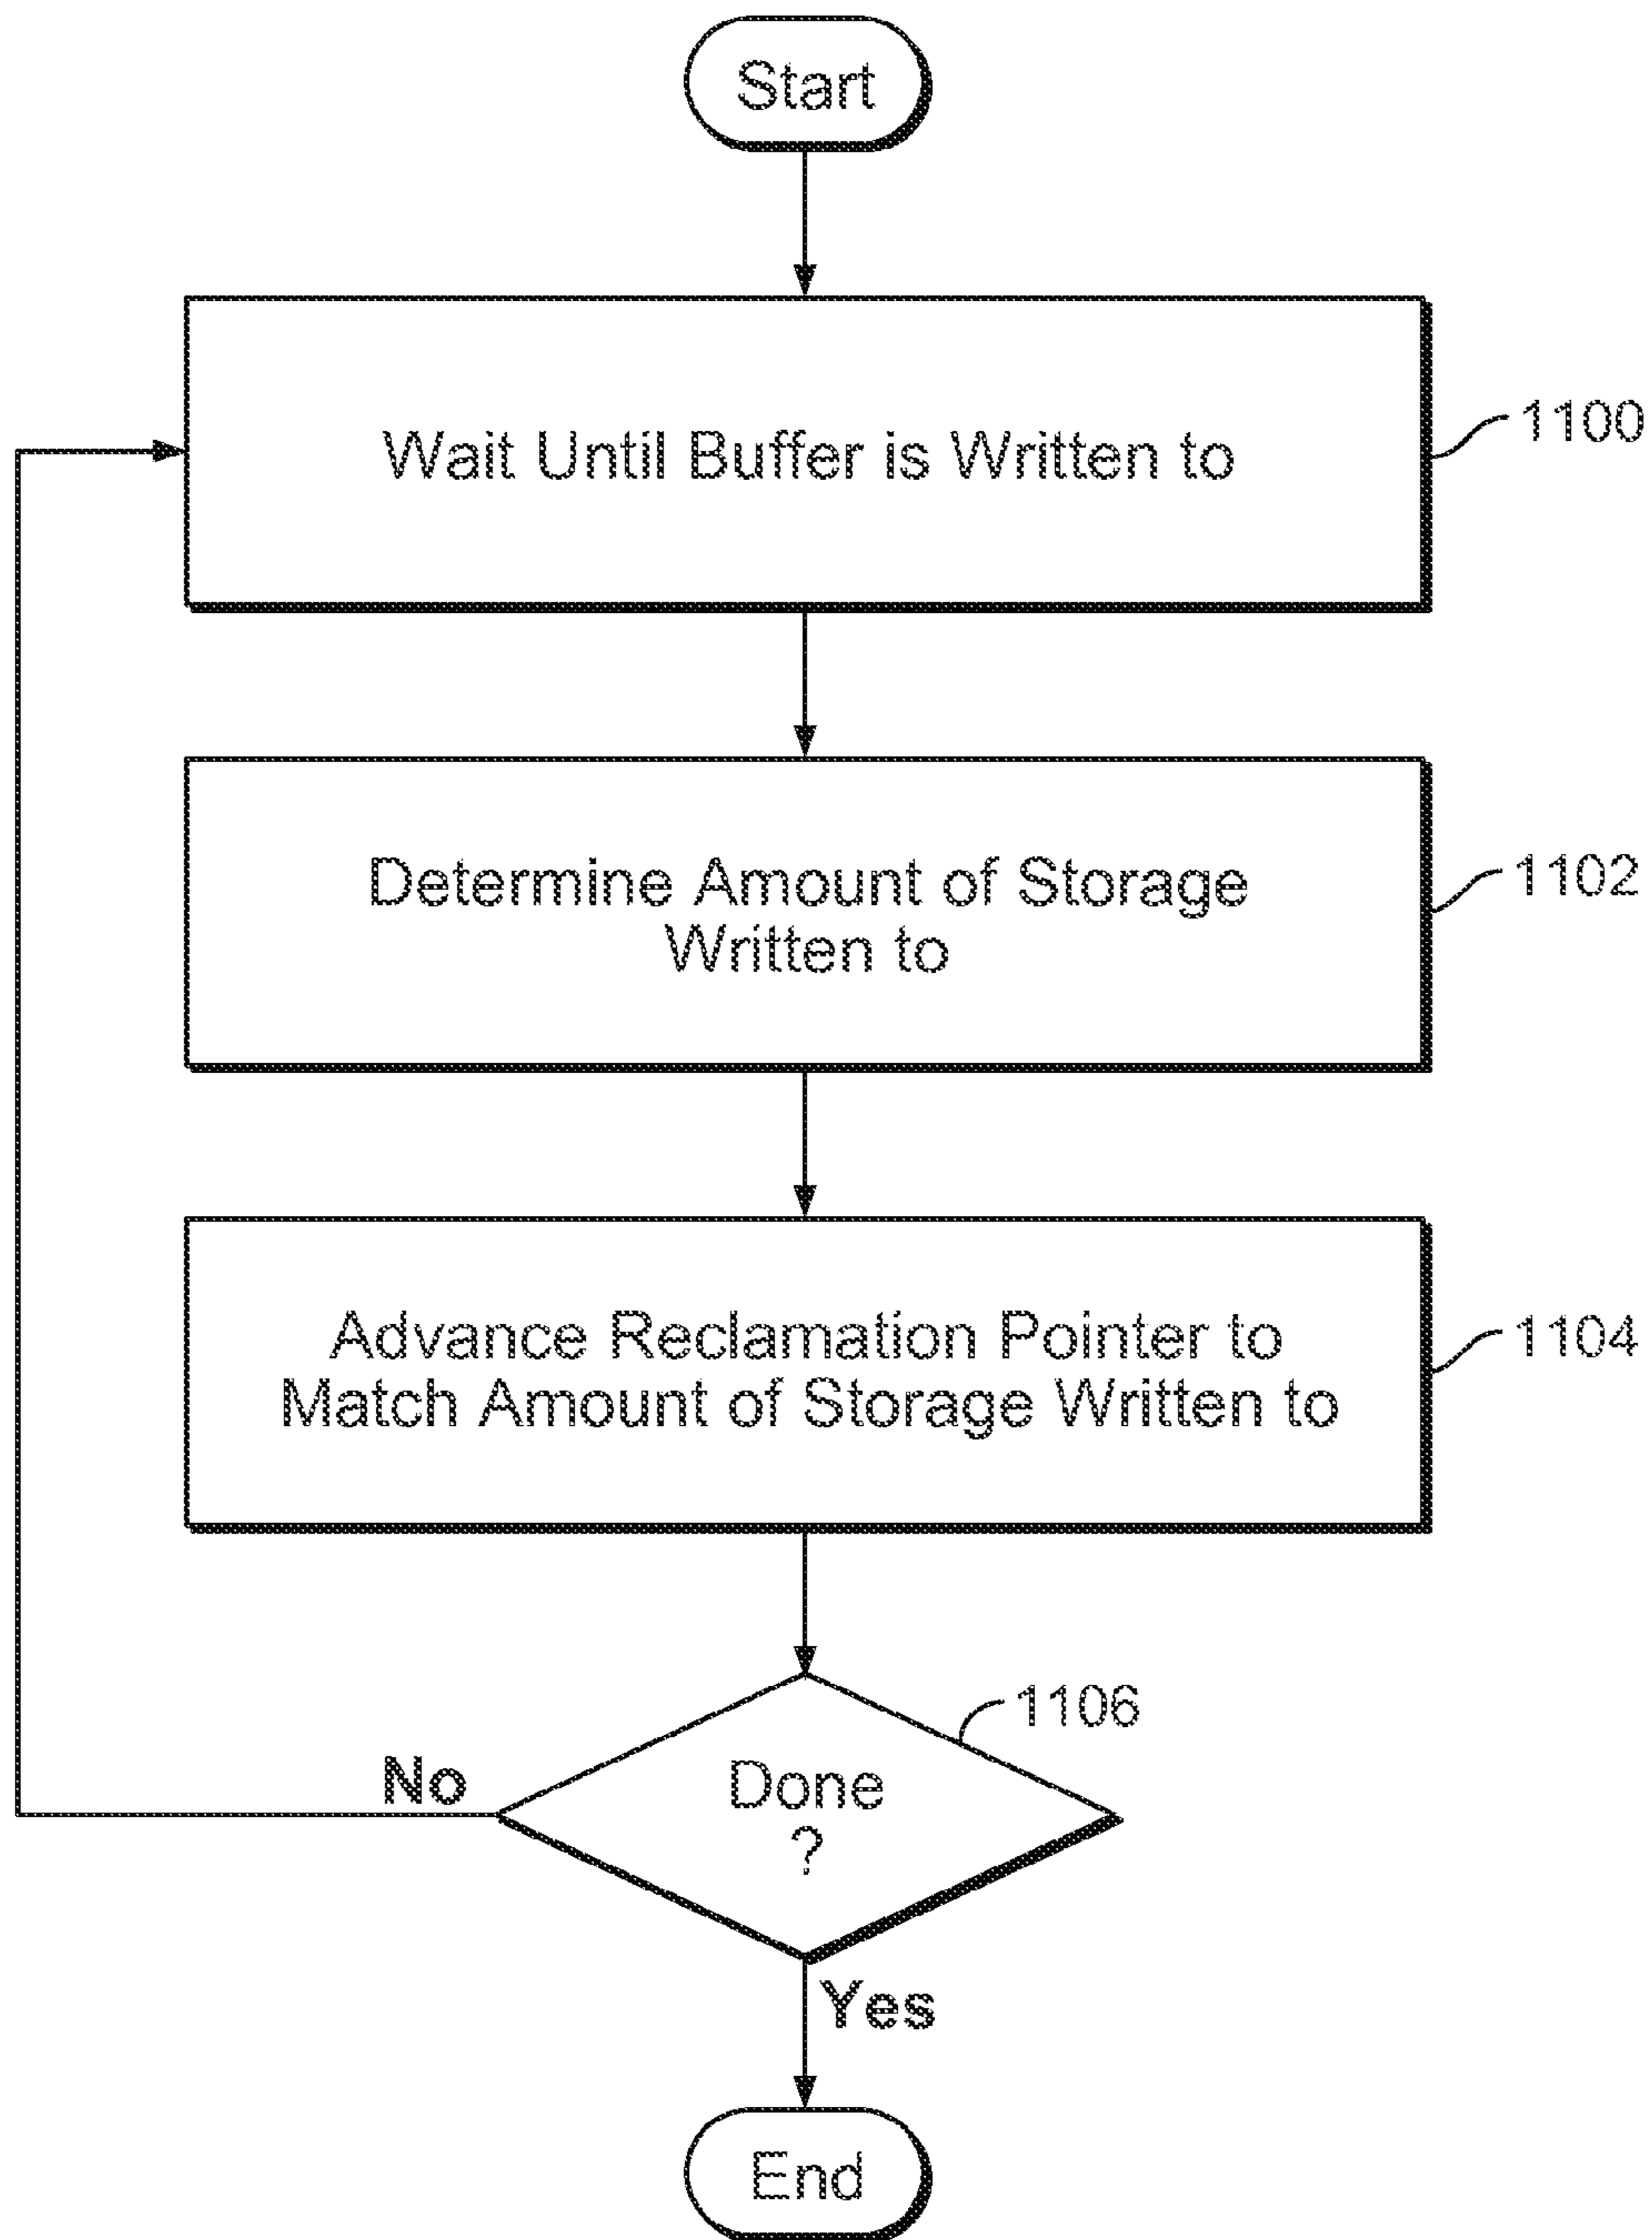 Start
Wait Until Buffer is Written to
1100
Determine Amount of Storage
Written to
1102
Advance Reclamation Pointer to
Match Amount of Storage Written to
1104
1106
Done
?
No
Yes
End